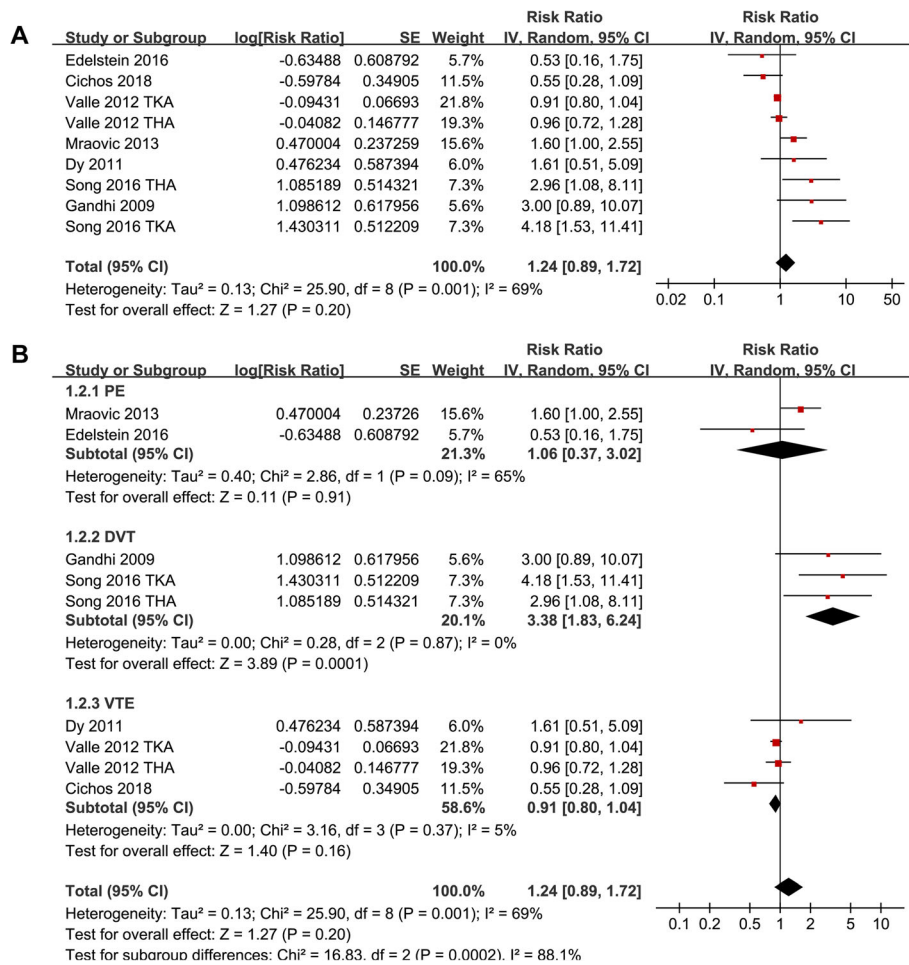 A
Risk Ratio Risk Ratio
Study or Subgroup log[Risk Ratio] SE Weight IV, Random, 95% CI IV, Random, 95% CI
Edelstein 2016 -0.63488 0.608792 5.7% 0.53 [0.16, 1.75]
Cichos 2018 -0.59784 0.34905 11.5% 0.55 [0.28, 1.09]
Valle 2012 TKA -0.09431 0.06693 21.8% 0.91 [0.80, 1.04]
Valle 2012 THA -0.04082 0.146777 19.3% 0.96 [0.72, 1.28]
Mraovic 2013 0.470004 0.237259 15.6% 1.60 [1.00, 2.55]
Dy 2011 0.476234 0.587394 6.0% 1.61 [0.51, 5.09]
Song 2016 THA 1.085189 0.514321 7.3% 2.96 [1.08, 8.11]
Gandhi 2009 1.098612 0.617956 5.6% 3.00 [0.89, 10.07]
Song 2016 TKA 1.430311 0.512209 7.3% 4.18 [1.53, 11.41]
Total (95% CI) 100.0% 1.24 [0.89, 1.72]
Heterogeneity: Tau² = 0.13; Chi² = 25.90, df = 8 (P = 0.001); I² = 69%
Test for overall effect: Z = 1.27 (P = 0.20)
0.02 0.1 1 10 50
B
Risk Ratio Risk Ratio
Study or Subgroup log[Risk Ratio] SE Weight IV, Random, 95% CI IV, Random, 95% CI
1.2.1 PE
Mraovic 2013 0.470004 0.23726 15.6% 1.60 [1.00, 2.55]
Edelstein 2016 -0.63488 0.608792 5.7% 0.53 [0.16, 1.75]
Subtotal (95% CI) 21.3% 1.06 [0.37, 3.02]
Heterogeneity: Tau² = 0.40; Chi² = 2.86, df = 1 (P = 0.09); I² = 65%
Test for overall effect: Z = 0.11 (P = 0.91)
1.2.2 DVT
Gandhi 2009 1.098612 0.617956 5.6% 3.00 [0.89, 10.07]
Song 2016 TKA 1.430311 0.512209 7.3% 4.18 [1.53, 11.41]
Song 2016 THA 1.085189 0.514321 7.3% 2.96 [1.08, 8.11]
Subtotal (95% CI) 20.1% 3.38 [1.83, 6.24]
Heterogeneity: Tau² = 0.00; Chi² = 0.28, df = 2 (P = 0.87); I² = 0%
Test for overall effect: Z = 3.89 (P = 0.0001)
1.2.3 VTE
Dy 2011 0.476234 0.587394 6.0% 1.61 [0.51, 5.09]
Valle 2012 TKA -0.09431 0.06693 21.8% 0.91 [0.80, 1.04]
Valle 2012 THA -0.04082 0.146777 19.3% 0.96 [0.72, 1.28]
Cichos 2018 -0.59784 0.34905 11.5% 0.55 [0.28, 1.09]
Subtotal (95% CI) 58.6% 0.91 [0.80, 1.04]
Heterogeneity: Tau² = 0.00; Chi² = 3.16, df = 3 (P = 0.37); I² = 5%
Test for overall effect: Z = 1.40 (P = 0.16)
Total (95% CI) 100.0% 1.24 [0.89, 1.72]
Heterogeneity: Tau² = 0.13; Chi² = 25.90, df = 8 (P = 0.001); I² = 69%
Test for overall effect: Z = 1.27 (P = 0.20)
Test for subgroup differences: Chi² = 16.83, df = 2 (P = 0.0002), I² = 88.1%
0.1 0.2 0.5 1 2 5 10